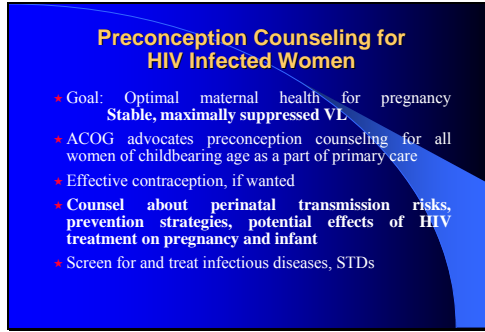 Preconception Counseling for
HIV Infected Women
★ Goal: Optimal maternal health for pregnancy
Stable, maximally suppressed VL
★ ACOG advocates preconception counseling for all
women of childbearing age as a part of primary care
★ Effective contraception, if wanted
★ Counsel about perinatal transmission risks,
prevention strategies, potential effects of HIV
treatment on pregnancy and infant
★ Screen for and treat infectious diseases, STDs